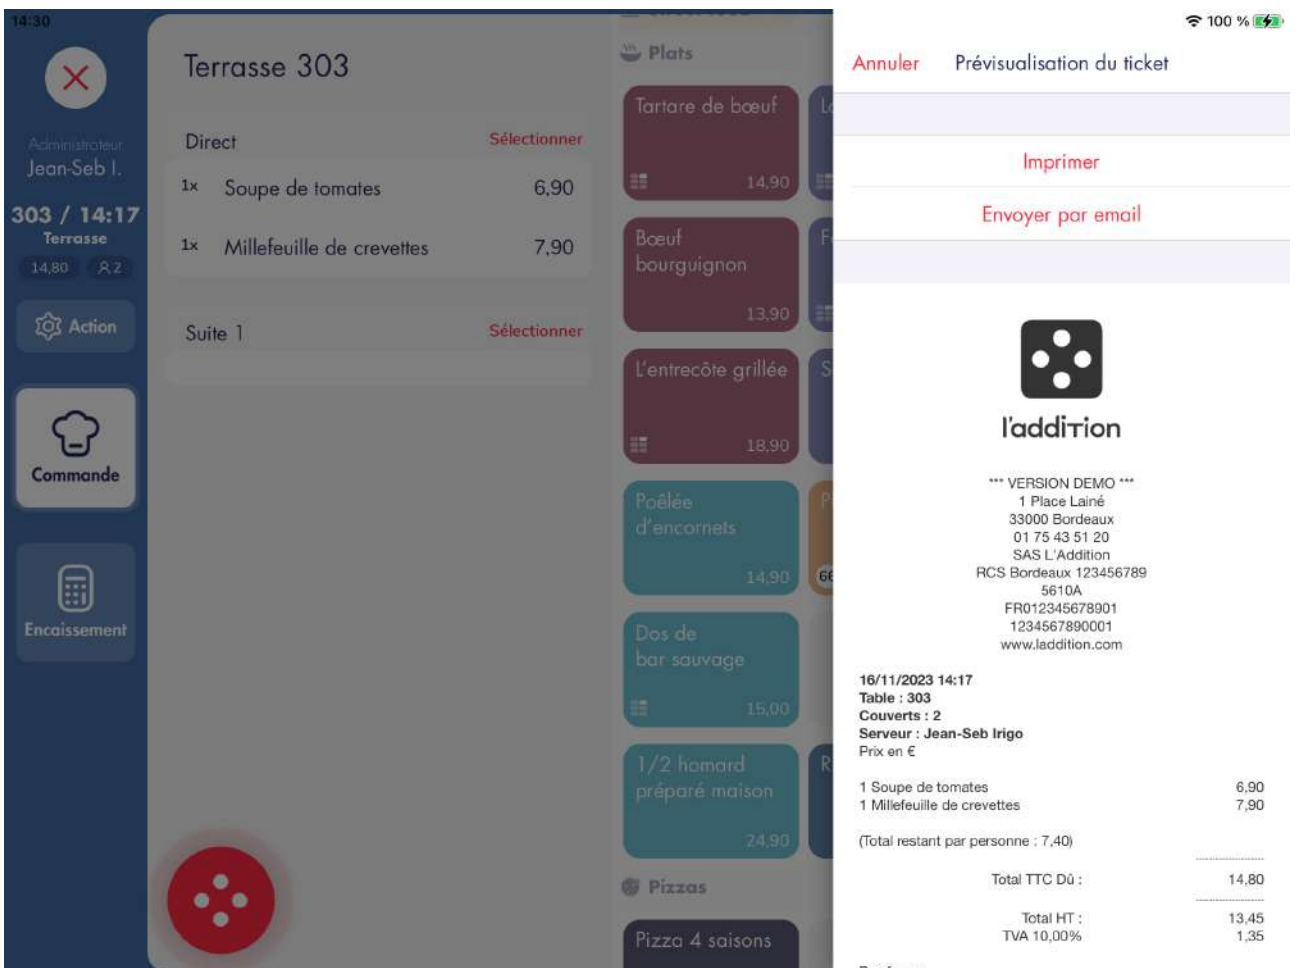 14:30
100 %
Administrateur
Jean-Seb I.
303 / 14:17
Terrasse
14,80
2
Action
Commande
Encaissement
Terrasse 303
Direct
Sélectionner
1x Soupe de tomates 6,90
1x Millefeuille de crevettes 7,90
Suite 1
Sélectionner
Plats
Tartare de bœuf
14,90
Bœuf
bourguignon
13,90
L'entrecôte grillée
18,90
Poêlée
d'encornets
14,90
66
Dos de
bar sauvage
15,00
1/2 homard
préparé maison
24,90
Pizzas
Pizza 4 saisons
Annuler
Prévisualisation du ticket
Imprimer
Envoyer par email
l'addition
*** VERSION DEMO ***
1 Place Lainé
33000 Bordeaux
01 75 43 51 20
SAS L'Addition
RCS Bordeaux 123456789
5610A
FR012345678901
1234567890001
www.laddition.com
16/11/2023 14:17
Table : 303
Couverts : 2
Serveur : Jean-Seb Irigo
Prix en €
1 Soupe de tomates 6,90
1 Millefeuille de crevettes 7,90
(Total restant par personne : 7,40)
Total TTC Dû : 14,80
Total HT : 13,45
TVA 10,00% 1,35